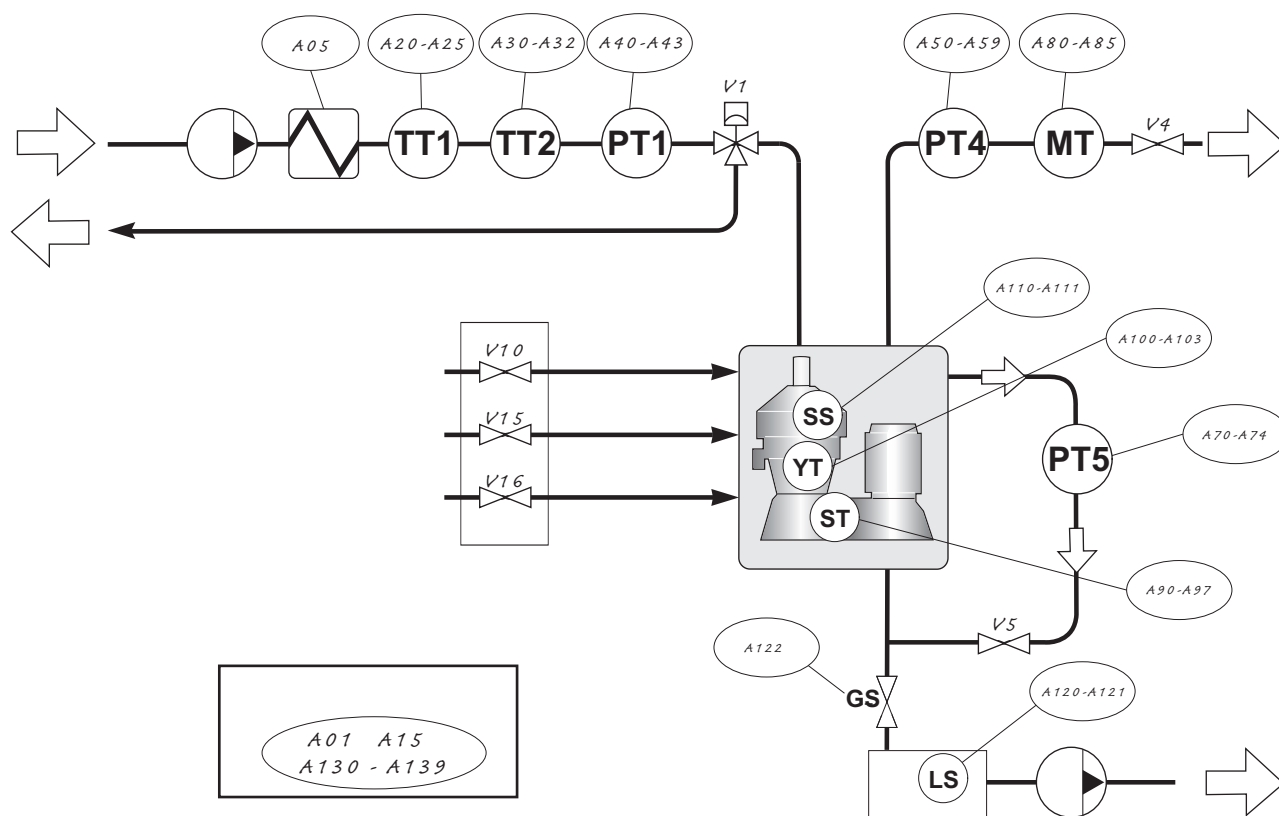 A05
A20-A25
A30-A32
A40-A43
A50-A59
A80-A85
V1
V4
TT1
TT2
PT1
PT4
MT
A110-A111
A100-A103
V10
V15
V16
SS
YT
ST
PT5
A70-A74
A90-A97
V5
A122
GS
A120-A121
LS
A01 A15
A130 - A139